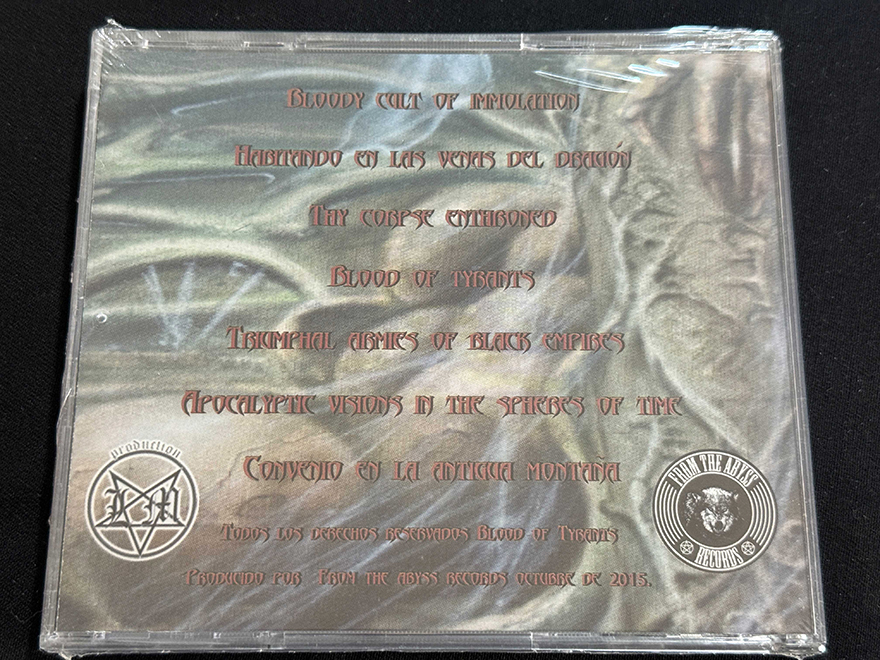 Bloody cult of immolation
Habitando en las venas del dragón
Thy corpse enthroned
Blood of tyrants
Triumphal armies of black empires
Apocalyptic visions in the spheres of time
Convenio en la antigua montaña
production
LM
FROM THE ABYSS
RECORDS
Todos los derechos reservados Blood of Tyrants
Producido por From the abyss records octubre de 2015.